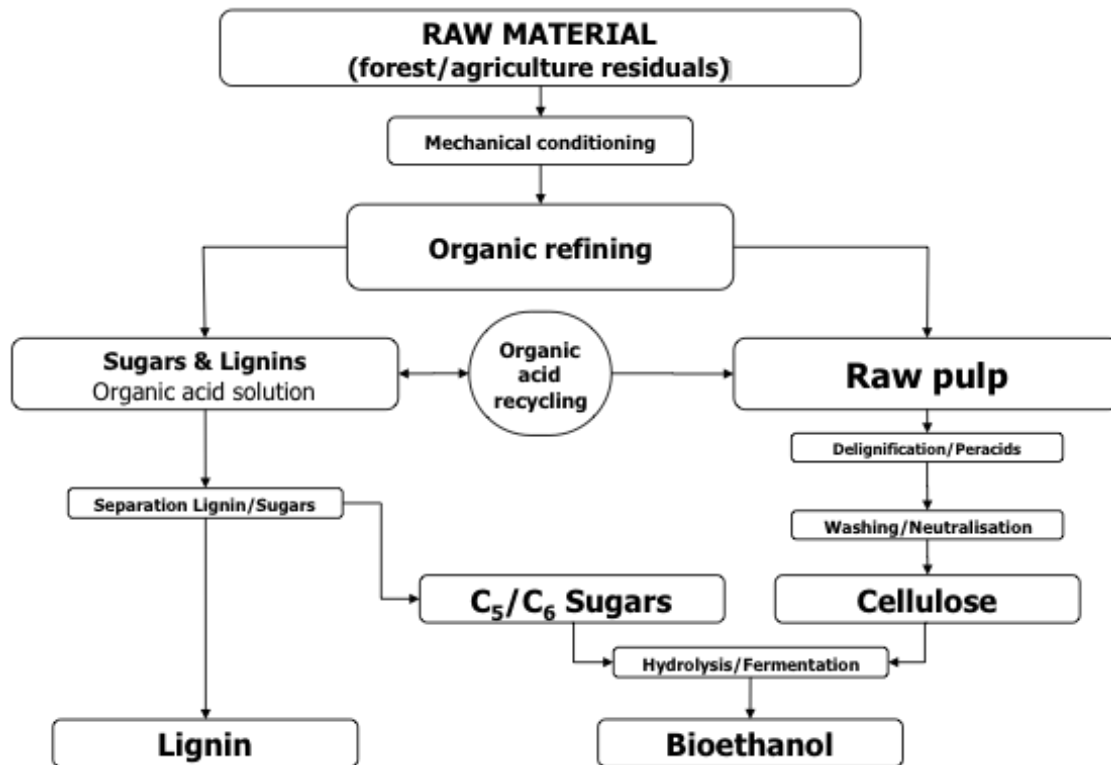 RAW MATERIAL
(forest/agriculture residuals)
Mechanical conditioning
Organic refining
Sugars & Lignins
Organic acid solution
Organic
acid
recycling
Raw pulp
Delignification/Peracids
Separation Lignin/Sugars
Washing/Neutralisation
C₅/C₆ Sugars
Cellulose
Hydrolysis/Fermentation
Lignin
Bioethanol